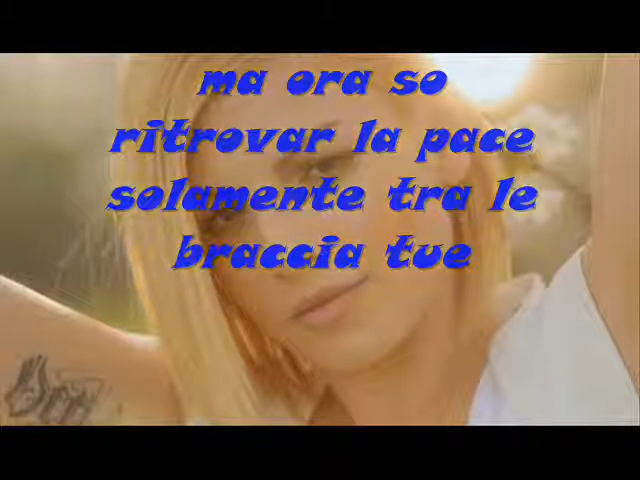 ma ora so
ritrovar la pace
solamente tra le
braccia tue